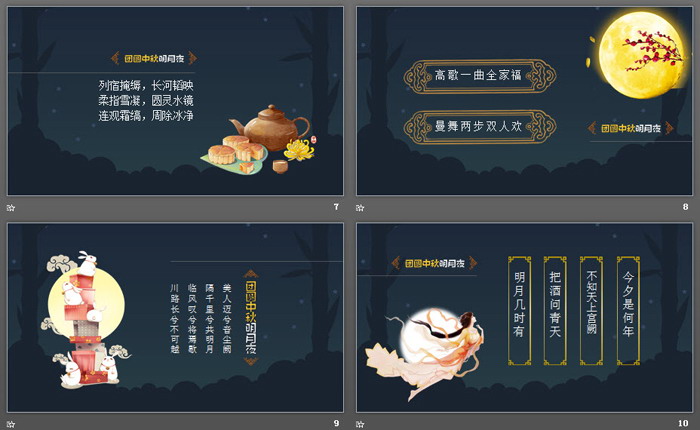 团圆中秋明月夜
列宿掩缛，长河韬映
柔指雪凝，圆灵水镜
连观霜缟，周除冰净
7
高歌一曲全家福
曼舞两步双人欢
团圆中秋明月夜
8
团圆中秋明月夜
美人迈兮音尘阙
隔千里兮共明月
临风叹兮将焉歇
川路长兮不可越
9
团圆中秋明月夜
明月几时有
把酒问青天
不知天上宫阙
今夕是何年
10